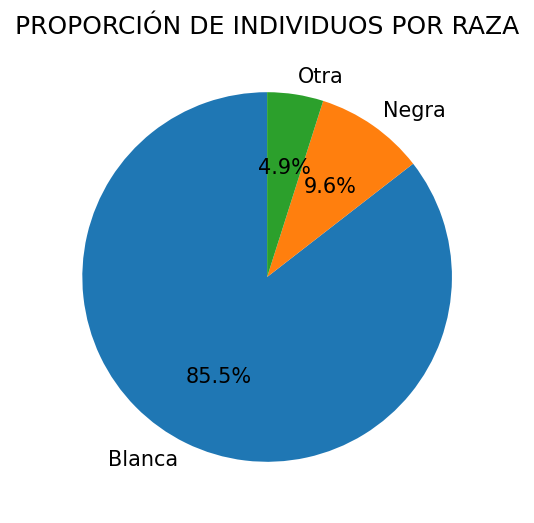 PROPORCIÓN DE INDIVIDUOS POR RAZA
Otra
Negra
4.9%
9.6%
85.5%
Blanca